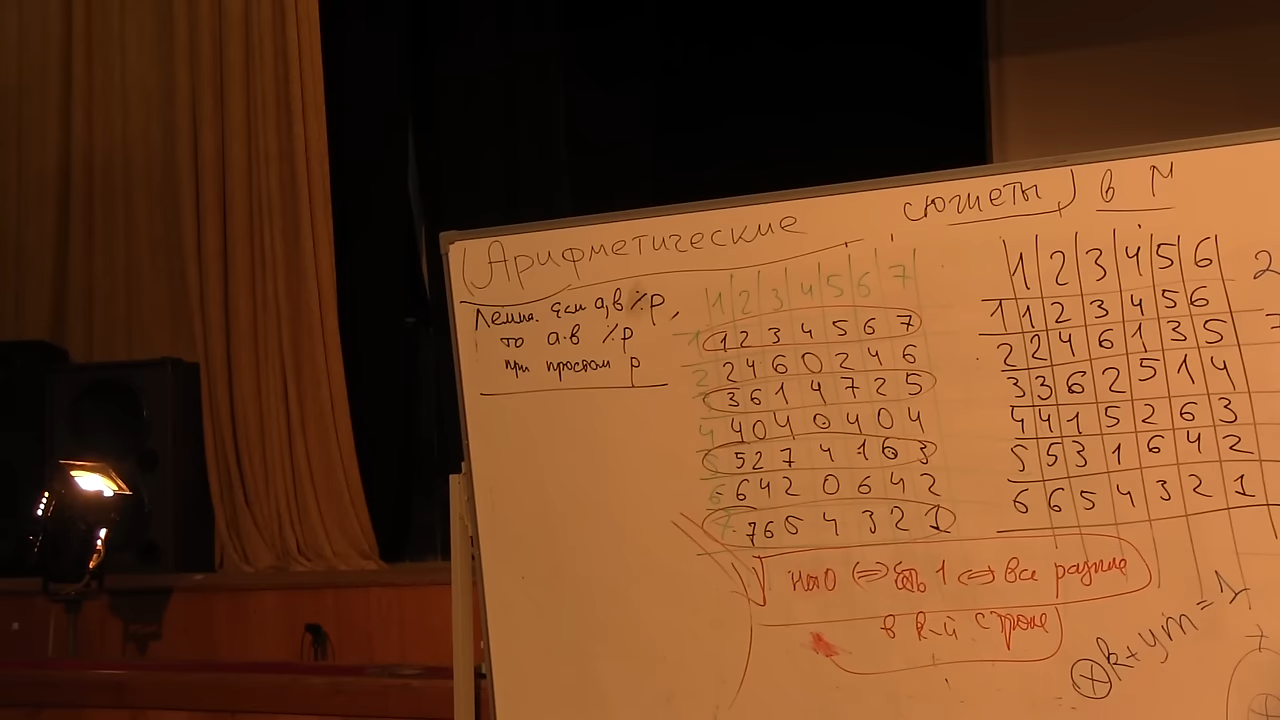 Арифметические сюжеты в М
Лемма. Если а,в ⁒ р,
то а·в ⁒ р
при простом р
1 2 3 4 5 6 7
1 1 2 3 4 5 6 7
2 2 4 6 0 2 4 6
3 6 1 4 7 2 5
4 4 0 4 0 4 0 4
5 2 7 4 1 6 3
6 6 4 2 0 6 4 2
7 7 6 5 4 3 2 1
1 2 3 4 5 6
1 1 2 3 4 5 6
2 2 4 6 1 3 5
3 3 6 2 5 1 4
4 4 1 5 2 6 3
5 5 3 1 6 4 2
6 6 5 4 3 2 1
2
=
нет 0 ⇔ есть 1 ⇔ все разные
в k-й строке
x k + y m = 1